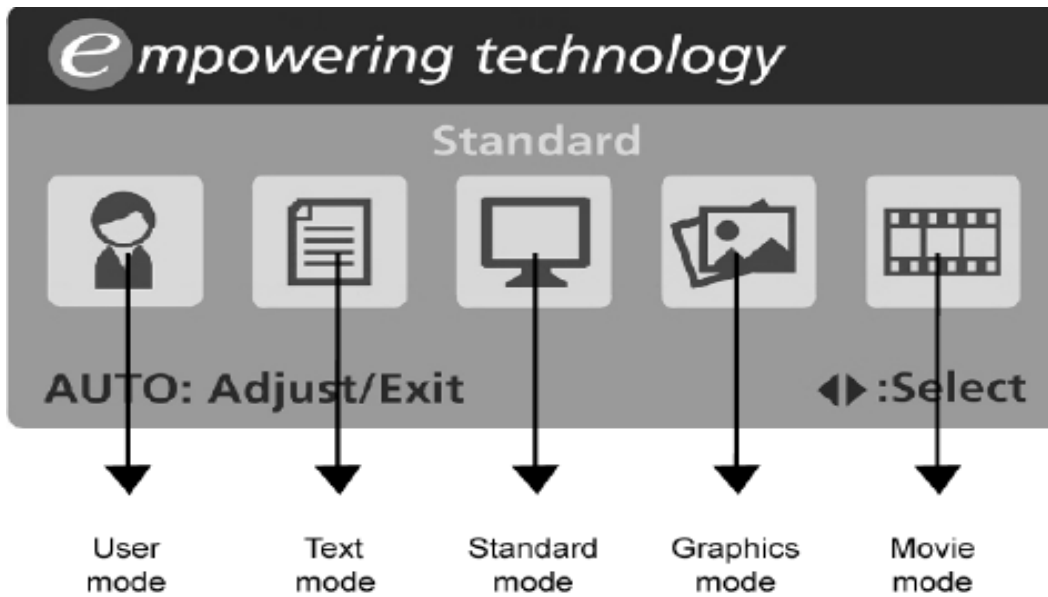 empowering technology
Standard
AUTO: Adjust/Exit ◀▶:Select
User mode
Text mode
Standard mode
Graphics mode
Movie mode